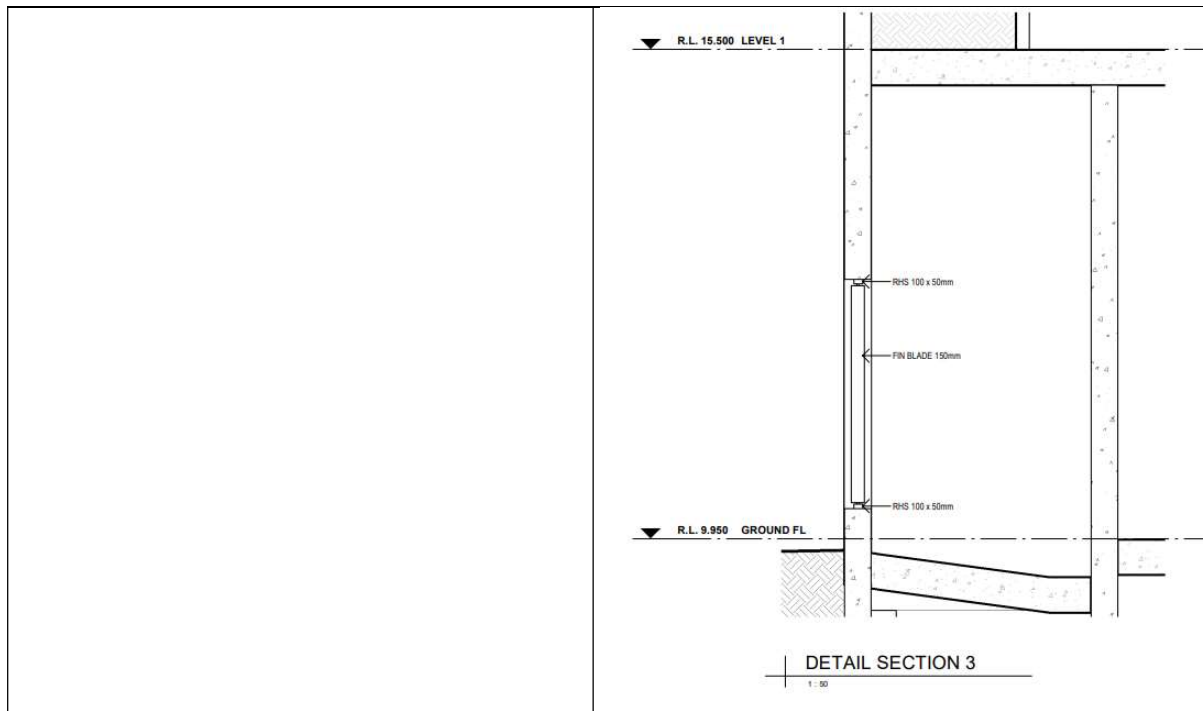 R.L. 15.500 LEVEL 1
RHS 100 x 50mm
FIN BLADE 150mm
RHS 100 x 50mm
R.L. 9.950 GROUND FL
DETAIL SECTION 3
1 : 50